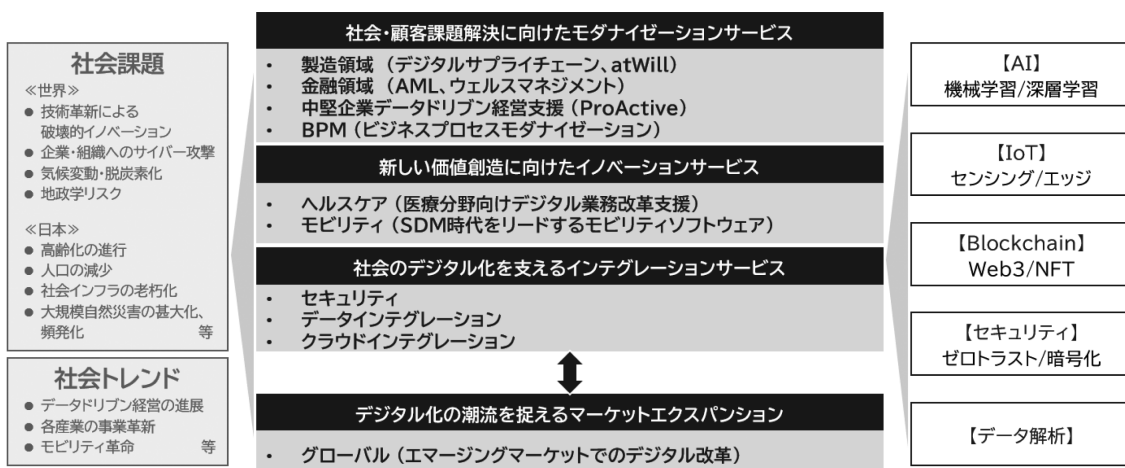 社会課題
≪世界≫
● 技術革新による
破壊的イノベーション
● 企業・組織へのサイバー攻撃
● 気候変動・脱炭素化
● 地政学リスク
≪日本≫
● 高齢化の進行
● 人口の減少
● 社会インフラの老朽化
● 大規模自然災害の甚大化、
頻発化 等
社会トレンド
● データドリブン経営の進展
● 各産業の事業革新
● モビリティ革命 等
社会・顧客課題解決に向けたモダナイゼーションサービス
・ 製造領域（デジタルサプライチェーン、atWill）
・ 金融領域（AML、ウェルスマネジメント）
・ 中堅企業データドリブン経営支援（ProActive）
・ BPM（ビジネスプロセスモダナイゼーション）
新しい価値創造に向けたイノベーションサービス
・ ヘルスケア（医療分野向けデジタル業務改革支援）
・ モビリティ（SDM時代をリードするモビリティソフトウェア）
社会のデジタル化を支えるインテグレーションサービス
・ セキュリティ
・ データインテグレーション
・ クラウドインテグレーション
デジタル化の潮流を捉えるマーケットエクスパンション
・ グローバル（エマージングマーケットでのデジタル改革）
【AI】
機械学習/深層学習
【IoT】
センシング/エッジ
【Blockchain】
Web3/NFT
【セキュリティ】
ゼロトラスト/暗号化
【データ解析】